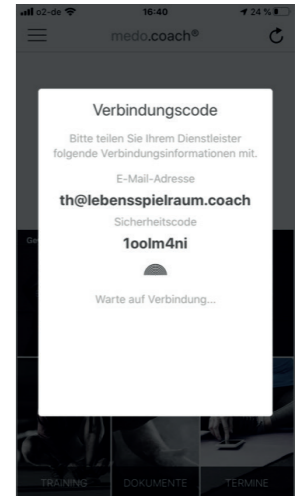 o2-de 16:40 24 %
medo.coach®
Verbindungscode
Bitte teilen Sie Ihrem Dienstleister
folgende Verbindungsinformationen mit.
E-Mail-Adresse
th@lebensspielraum.coach
Sicherheitscode
1oolm4ni
Warte auf Verbindung...
TRAINING DOKUMENTE TERMINE